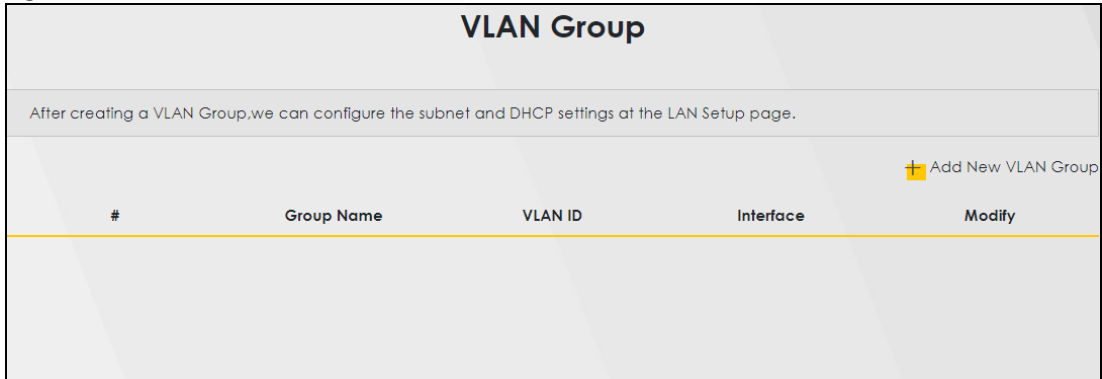 VLAN Group
After creating a VLAN Group,we can configure the subnet and DHCP settings at the LAN Setup page.
+ Add New VLAN Group
# Group Name VLAN ID Interface Modify